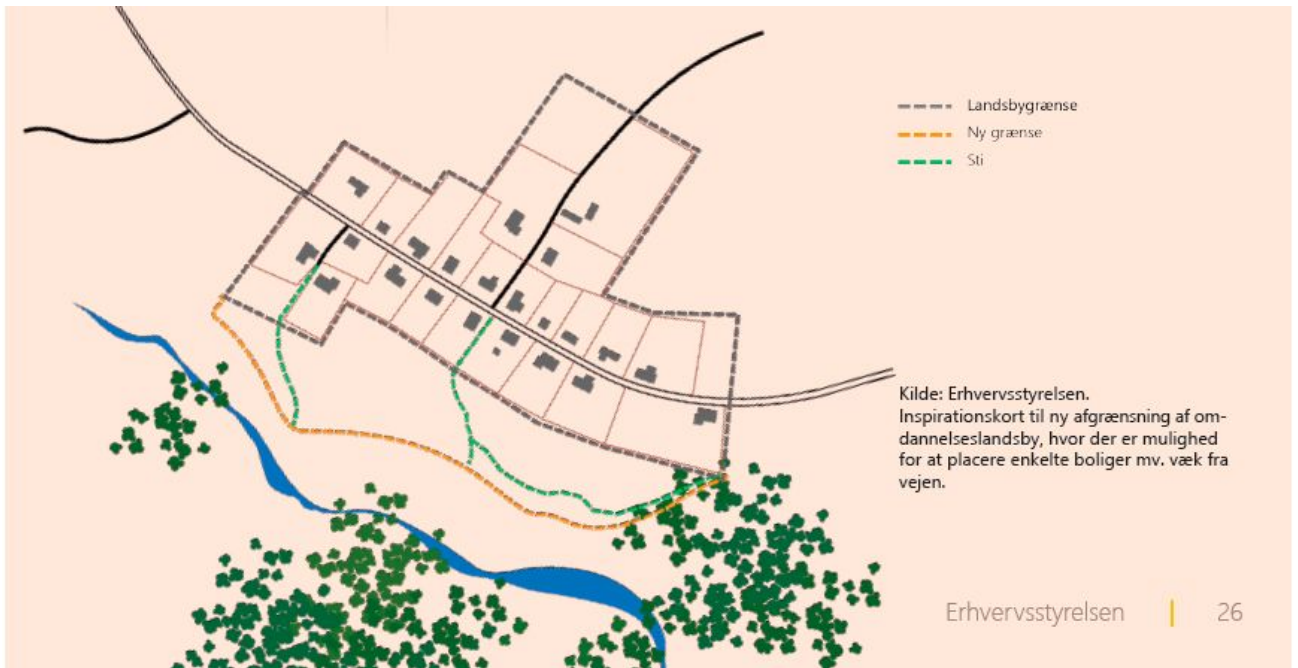 Landsbygrænse
Ny grænse
Sti
Kilde: Erhvervsstyrelsen.
Inspirationskort til ny afgrænsning af om-
dannelseslandsby, hvor der er mulighed
for at placere enkelte boliger mv. væk fra
vejen.
Erhvervsstyrelsen | 26